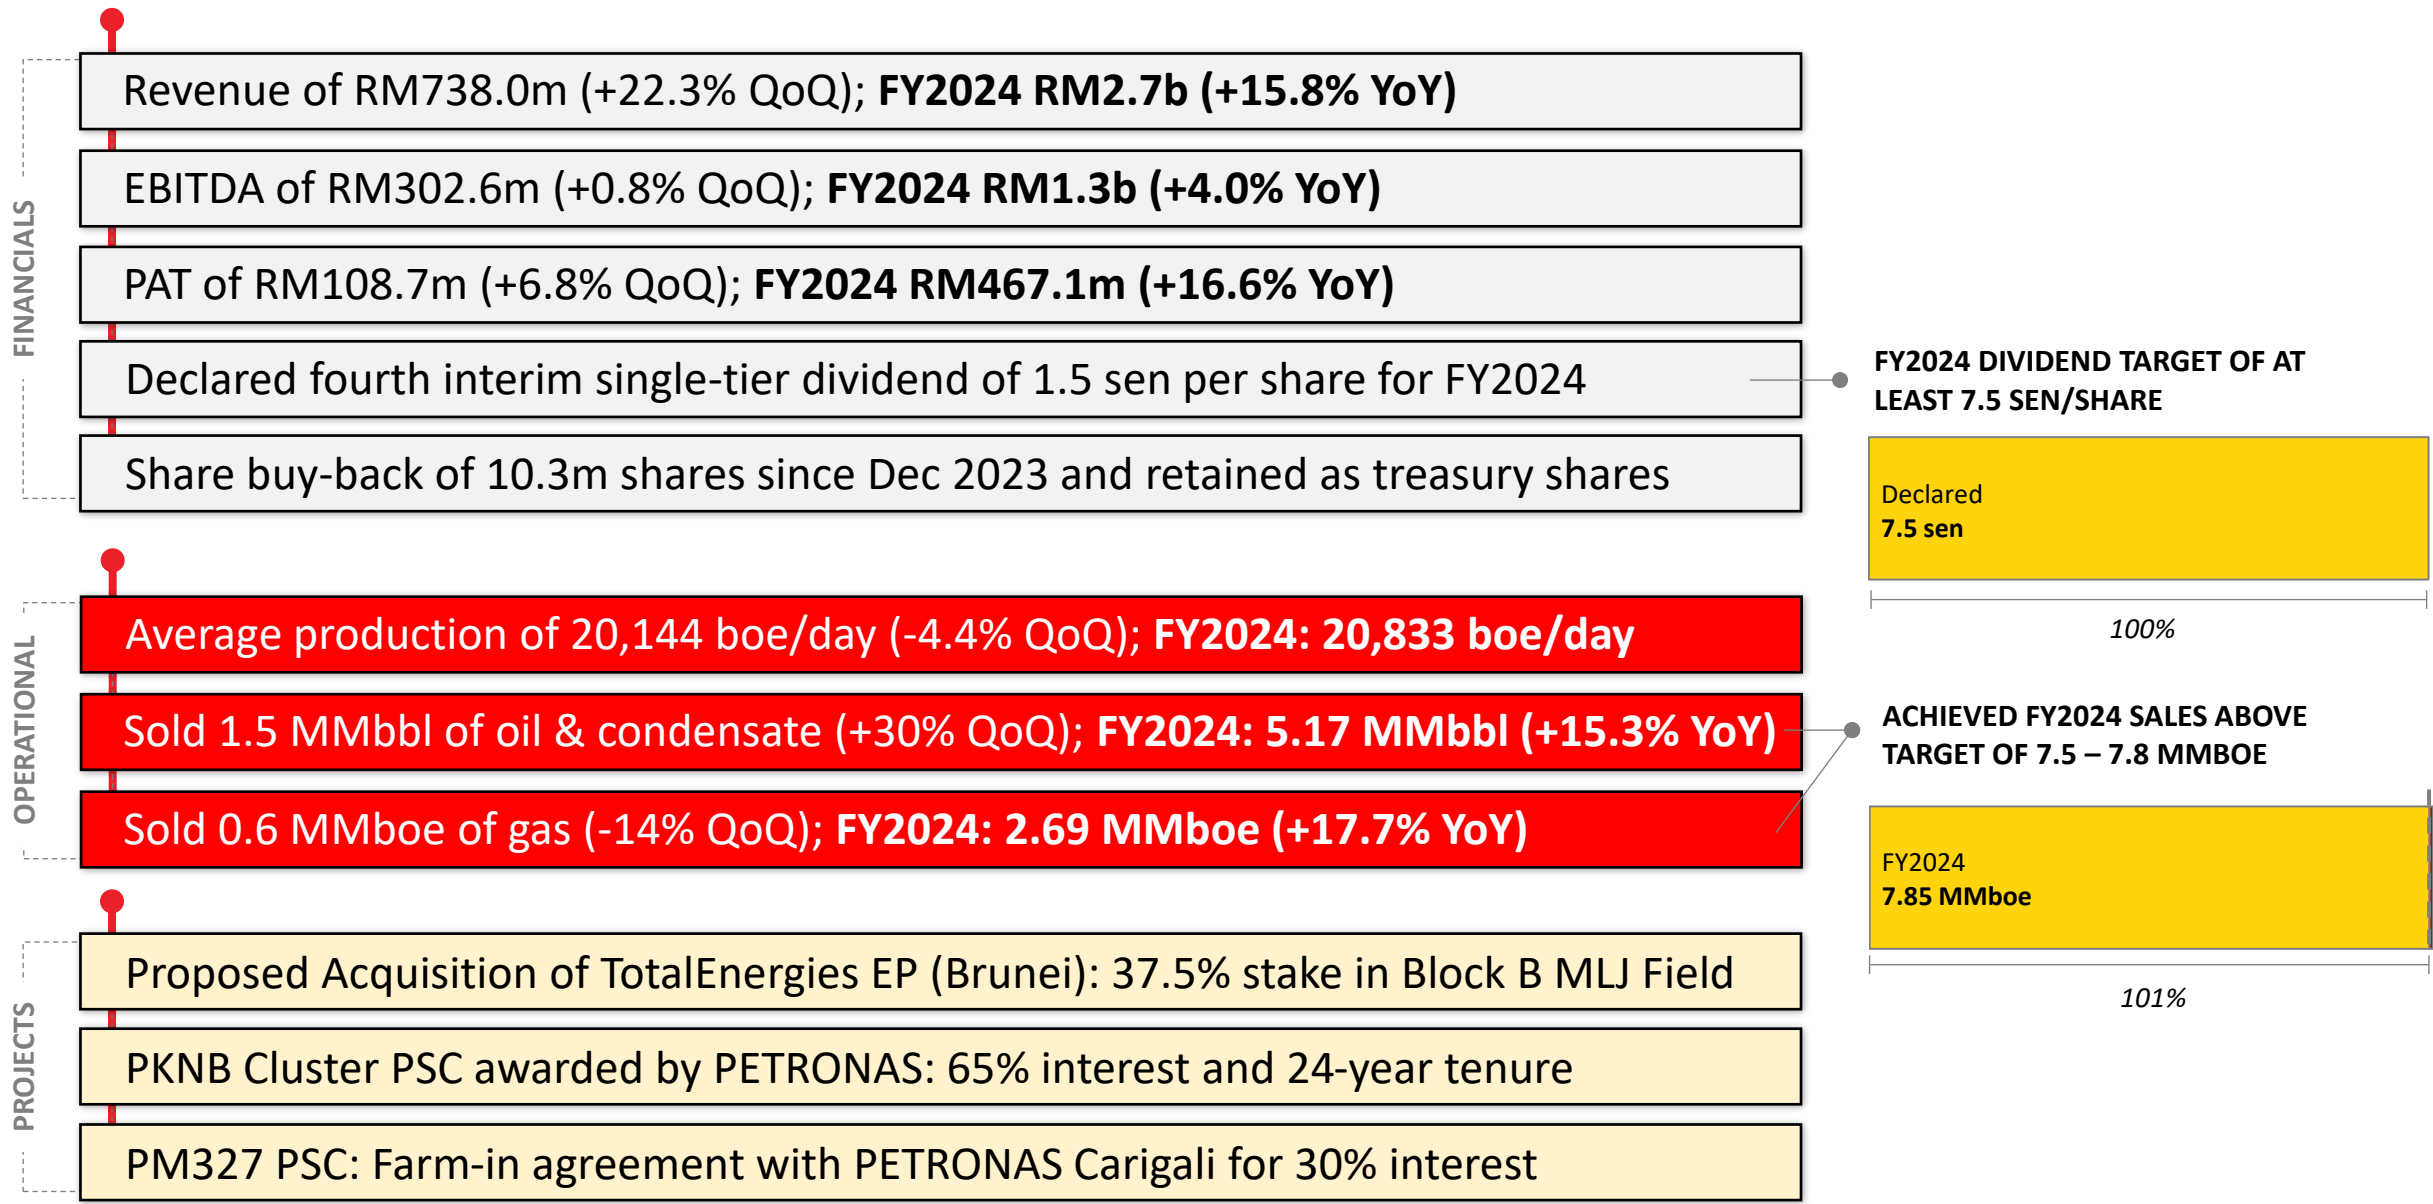 FINANCIALS
Revenue of RM738.0m (+22.3% QoQ); FY2024 RM2.7b (+15.8% YoY)
EBITDA of RM302.6m (+0.8% QoQ); FY2024 RM1.3b (+4.0% YoY)
PAT of RM108.7m (+6.8% QoQ); FY2024 RM467.1m (+16.6% YoY)
Declared fourth interim single-tier dividend of 1.5 sen per share for FY2024
Share buy-back of 10.3m shares since Dec 2023 and retained as treasury shares
FY2024 DIVIDEND TARGET OF AT
LEAST 7.5 SEN/SHARE
Declared
7.5 sen
100%
OPERATIONAL
Average production of 20,144 boe/day (-4.4% QoQ); FY2024: 20,833 boe/day
Sold 1.5 MMbbl of oil & condensate (+30% QoQ); FY2024: 5.17 MMbbl (+15.3% YoY)
Sold 0.6 MMboe of gas (-14% QoQ); FY2024: 2.69 MMboe (+17.7% YoY)
ACHIEVED FY2024 SALES ABOVE
TARGET OF 7.5 – 7.8 MMBOE
FY2024
7.85 MMboe
101%
PROJECTS
Proposed Acquisition of TotalEnergies EP (Brunei): 37.5% stake in Block B MLJ Field
PKNB Cluster PSC awarded by PETRONAS: 65% interest and 24-year tenure
PM327 PSC: Farm-in agreement with PETRONAS Carigali for 30% interest